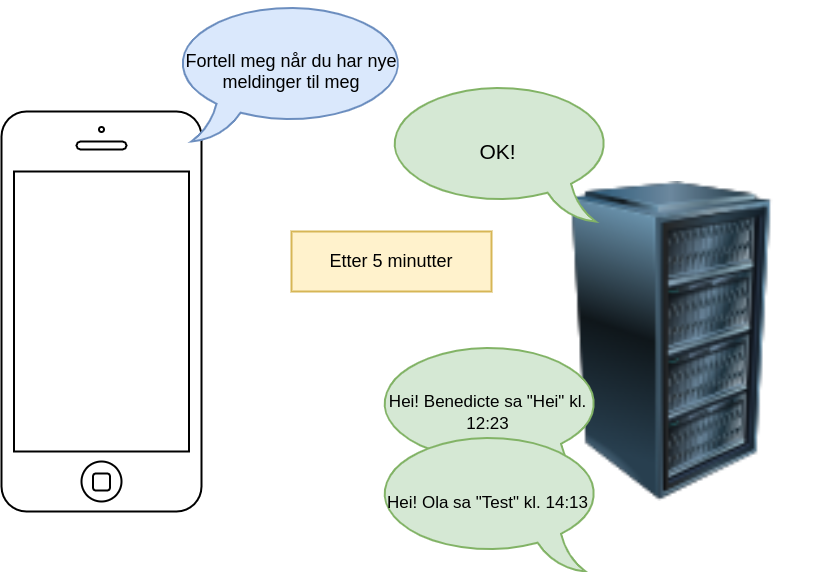 Fortell meg når du har nye
meldinger til meg
OK!
Etter 5 minutter
Hei! Benedicte sa "Hei" kl.
12:23
Hei! Ola sa "Test" kl. 14:13